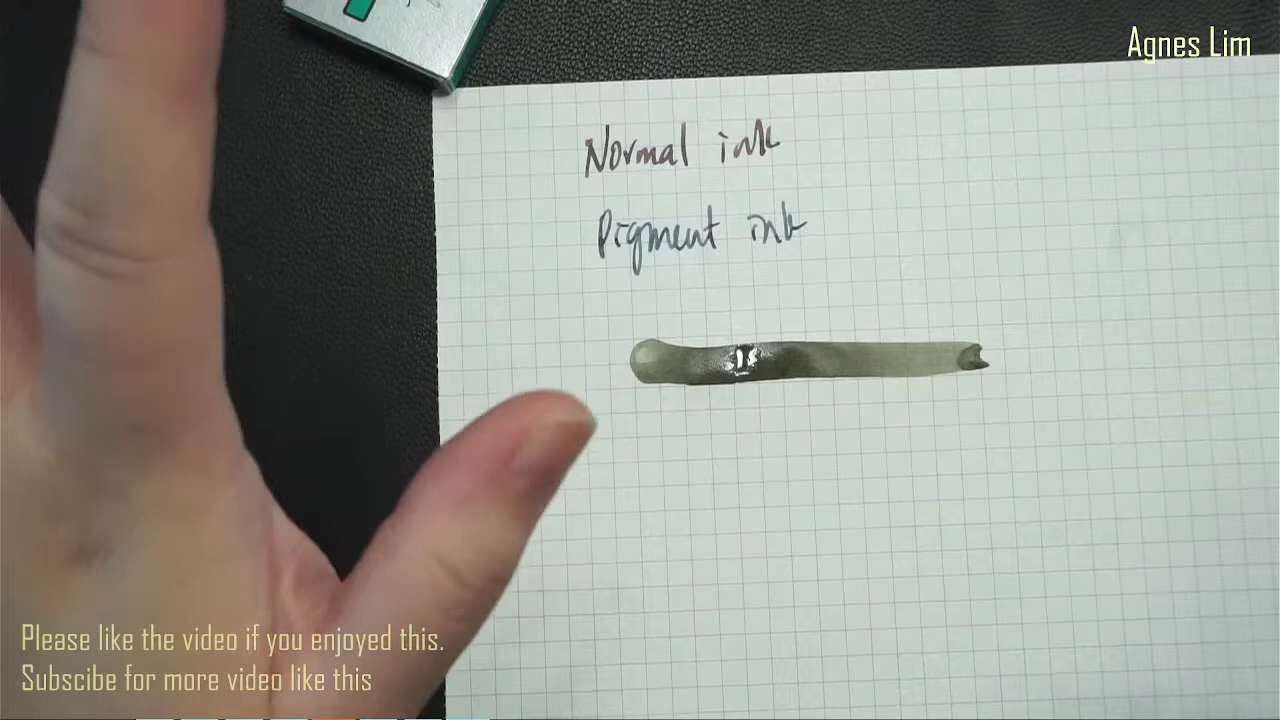 Agnes Lim
Normal ink
Pigment ink
Please like the video if you enjoyed this.
Subscibe for more video like this